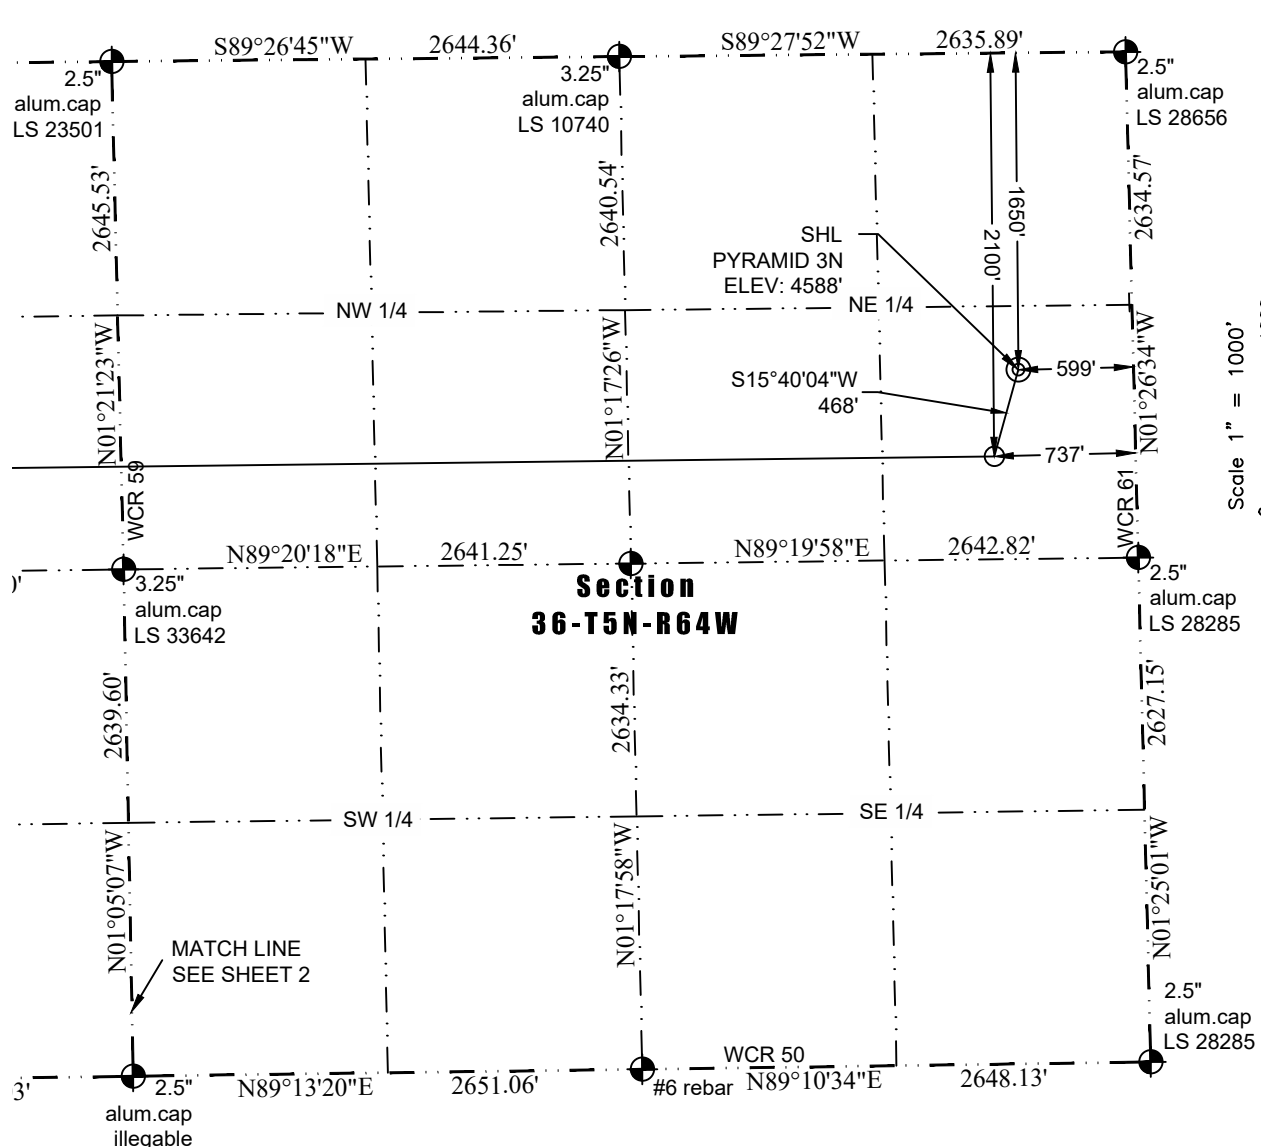 S89°26'45"W 2644.36' S89°27'52"W 2635.89'
2.5"
alum.cap
LS 23501
3.25"
alum.cap
LS 10740
2.5"
alum.cap
LS 28656
2645.53'
2640.54'
1650'
2100'
2634.57'
SHL
PYRAMID 3N
ELEV: 4588'
NW 1/4
NE 1/4
N01°21'23"W
N01°17'26"W
N01°26'34"W
599'
S15°40'04"W
468'
737'
Scale 1" = 1000'
WCR 59
WCR 61
N89°20'18"E 2641.25' N89°19'58"E 2642.82'
3.25"
alum.cap
LS 33642
Section
36-T5N-R64W
2.5"
alum.cap
LS 28285
2639.60'
2634.33'
2627.15'
SW 1/4
SE 1/4
N01°05'07"W
N01°17'58"W
N01°25'01"W
MATCH LINE
SEE SHEET 2
2.5"
alum.cap
LS 28285
WCR 50
3' 2.5" N89°13'20"E 2651.06' #6 rebar N89°10'34"E 2648.13'
alum.cap
illegable